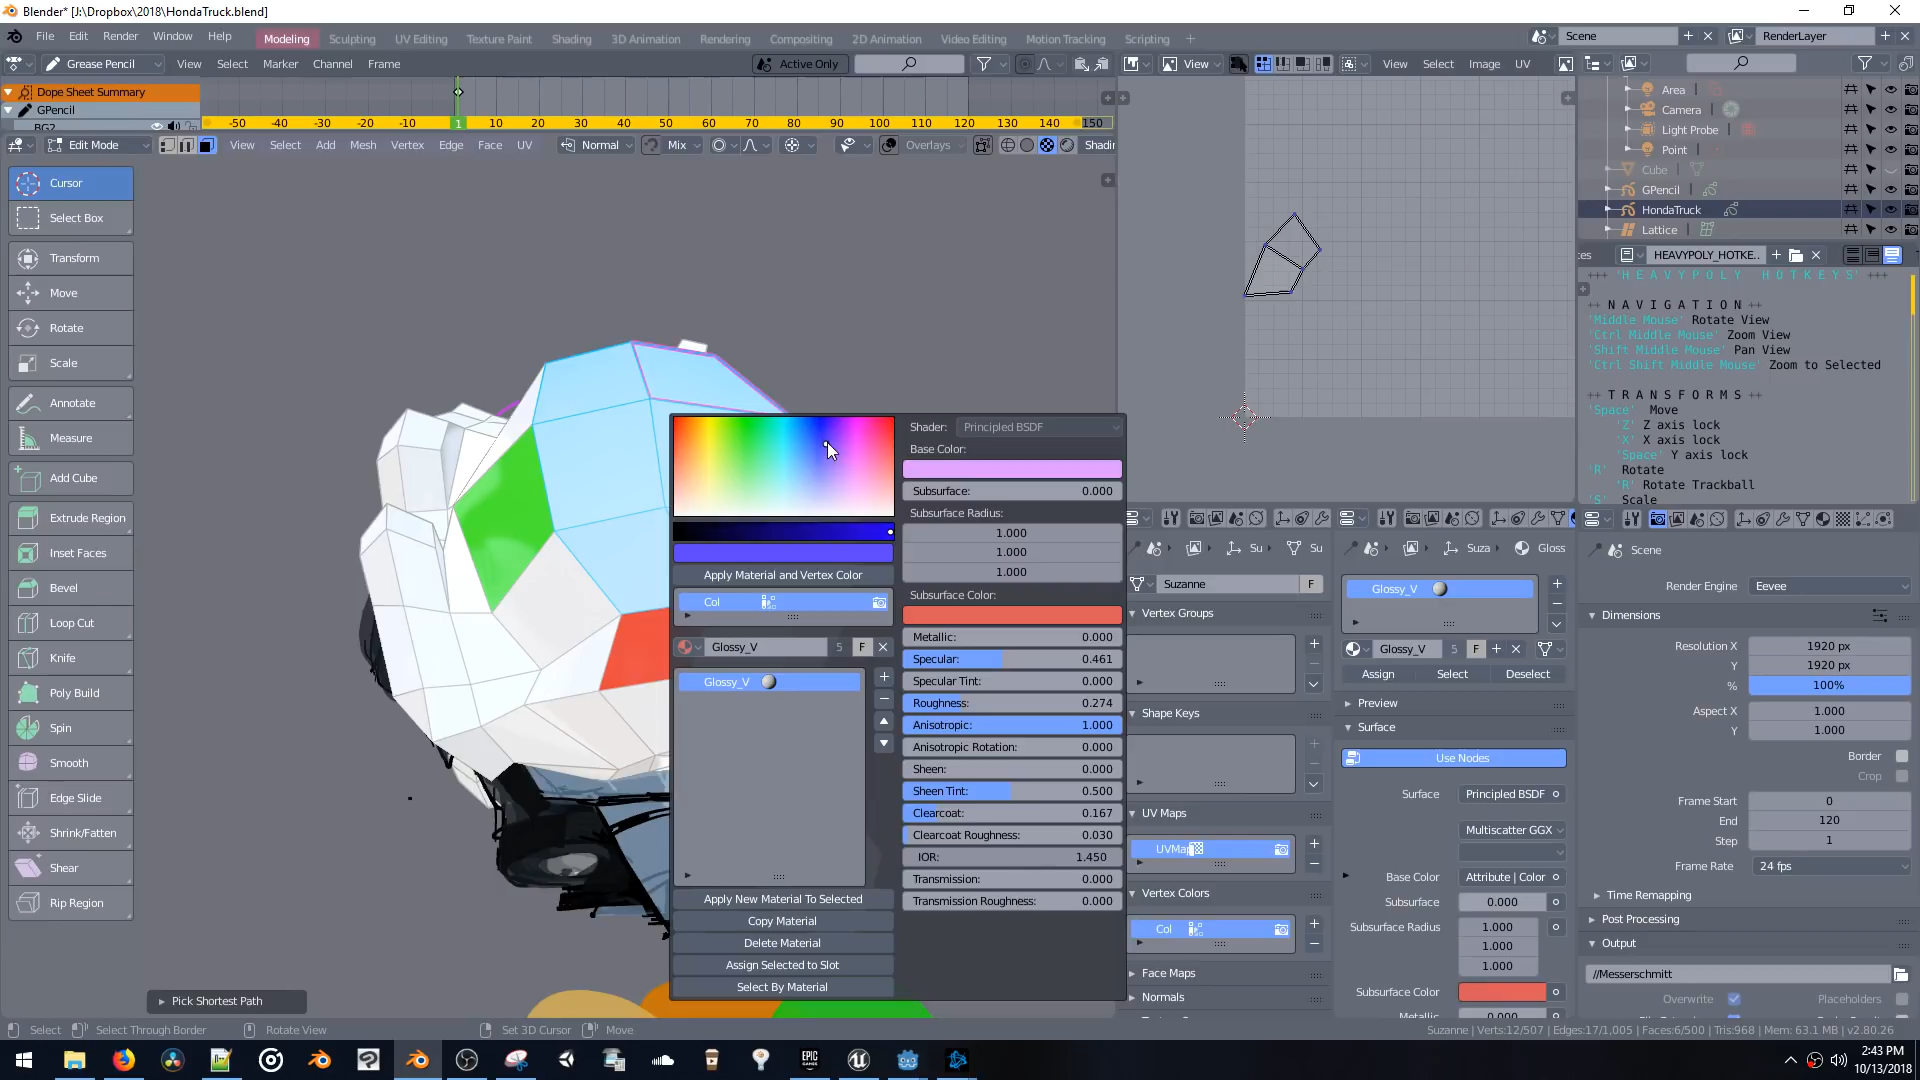 Blender* [J:\Dropbox\2018\HondaTruck.blend]
File Edit Render Window Help
Modeling Sculpting UV Editing Texture Paint Shading 3D Animation Rendering Compositing 2D Animation Video Editing Motion Tracking Scripting
Scene
RenderLayer
Grease Pencil View Select Marker Channel Frame
Active Only
View View Select Image UV
Dope Sheet Summary
GPencil
BG2
-50 -40 -30 -20 -10 1 10 20 30 40 50 60 70 80 90 100 110 120 130 140 150
Edit Mode View Select Add Mesh Vertex Edge Face UV
Normal Mix Overlays Shadin
Cursor
Select Box
Transform
Move
Rotate
Scale
Annotate
Measure
Add Cube
Extrude Region
Inset Faces
Bevel
Loop Cut
Knife
Poly Build
Spin
Smooth
Edge Slide
Shrink/Fatten
Shear
Rip Region
Pick Shortest Path
Apply Material and Vertex Color
Col
Glossy_V 5 F
Glossy_V
Apply New Material To Selected
Copy Material
Delete Material
Assign Selected to Slot
Select By Material
Shader: Principled BSDF
Base Color:
Subsurface: 0.000
Subsurface Radius:
1.000
1.000
1.000
Subsurface Color:
Metallic: 0.000
Specular: 0.461
Specular Tint: 0.000
Roughness: 0.274
Anisotropic: 1.000
Anisotropic Rotation: 0.000
Sheen: 0.000
Sheen Tint: 0.500
Clearcoat: 0.167
Clearcoat Roughness: 0.030
IOR: 1.450
Transmission: 0.000
Transmission Roughness: 0.000
Area
Camera
Light Probe
Point
Cube
GPencil
HondaTruck
Lattice
es HEAVYPOLY_HOTKE..
+++ 'H E A V Y P O L Y   H O T K E Y S' +++
++ N A V I G A T I O N ++
'Middle Mouse' Rotate View
'Ctrl Middle Mouse' Zoom View
'Shift Middle Mouse' Pan View
'Ctrl Shift Middle Mouse' Zoom to Selected
++ T R A N S F O R M S ++
'Space' Move
'Z' Z axis lock
'X' X axis lock
'Space' Y axis lock
'R' Rotate
'R' Rotate Trackball
'S' Scale
Su Su
Suzanne F
Vertex Groups
Shape Keys
UV Maps
UVMap
Vertex Colors
Col
Face Maps
Normals
Suza Gloss
Glossy_V
Glossy_V 5 F
Assign Select Deselect
Preview
Surface
Use Nodes
Surface Principled BSDF
Multiscatter GGX
Base Color Attribute | Color
Subsurface 0.000
Subsurface Radius 1.000
1.000
1.000
Subsurface Color
Metallic 0.000
Scene
Render Engine Eevee
Dimensions
Resolution X 1920 px
Y 1920 px
% 100%
Aspect X 1.000
Y 1.000
Border
Crop
Frame Start 0
End 120
Step 1
Frame Rate 24 fps
Time Remapping
Post Processing
Output
//Messerschmitt
Overwrite Placeholders
Select Select Through Border Rotate View Set 3D Cursor Move
Suzanne | Verts:12/507 | Edges:17/1,005 | Faces:6/500 | Tris:968 | Mem: 63.1 MB | v2.80.26
EPIC GAMES
2:43 PM
10/13/2018